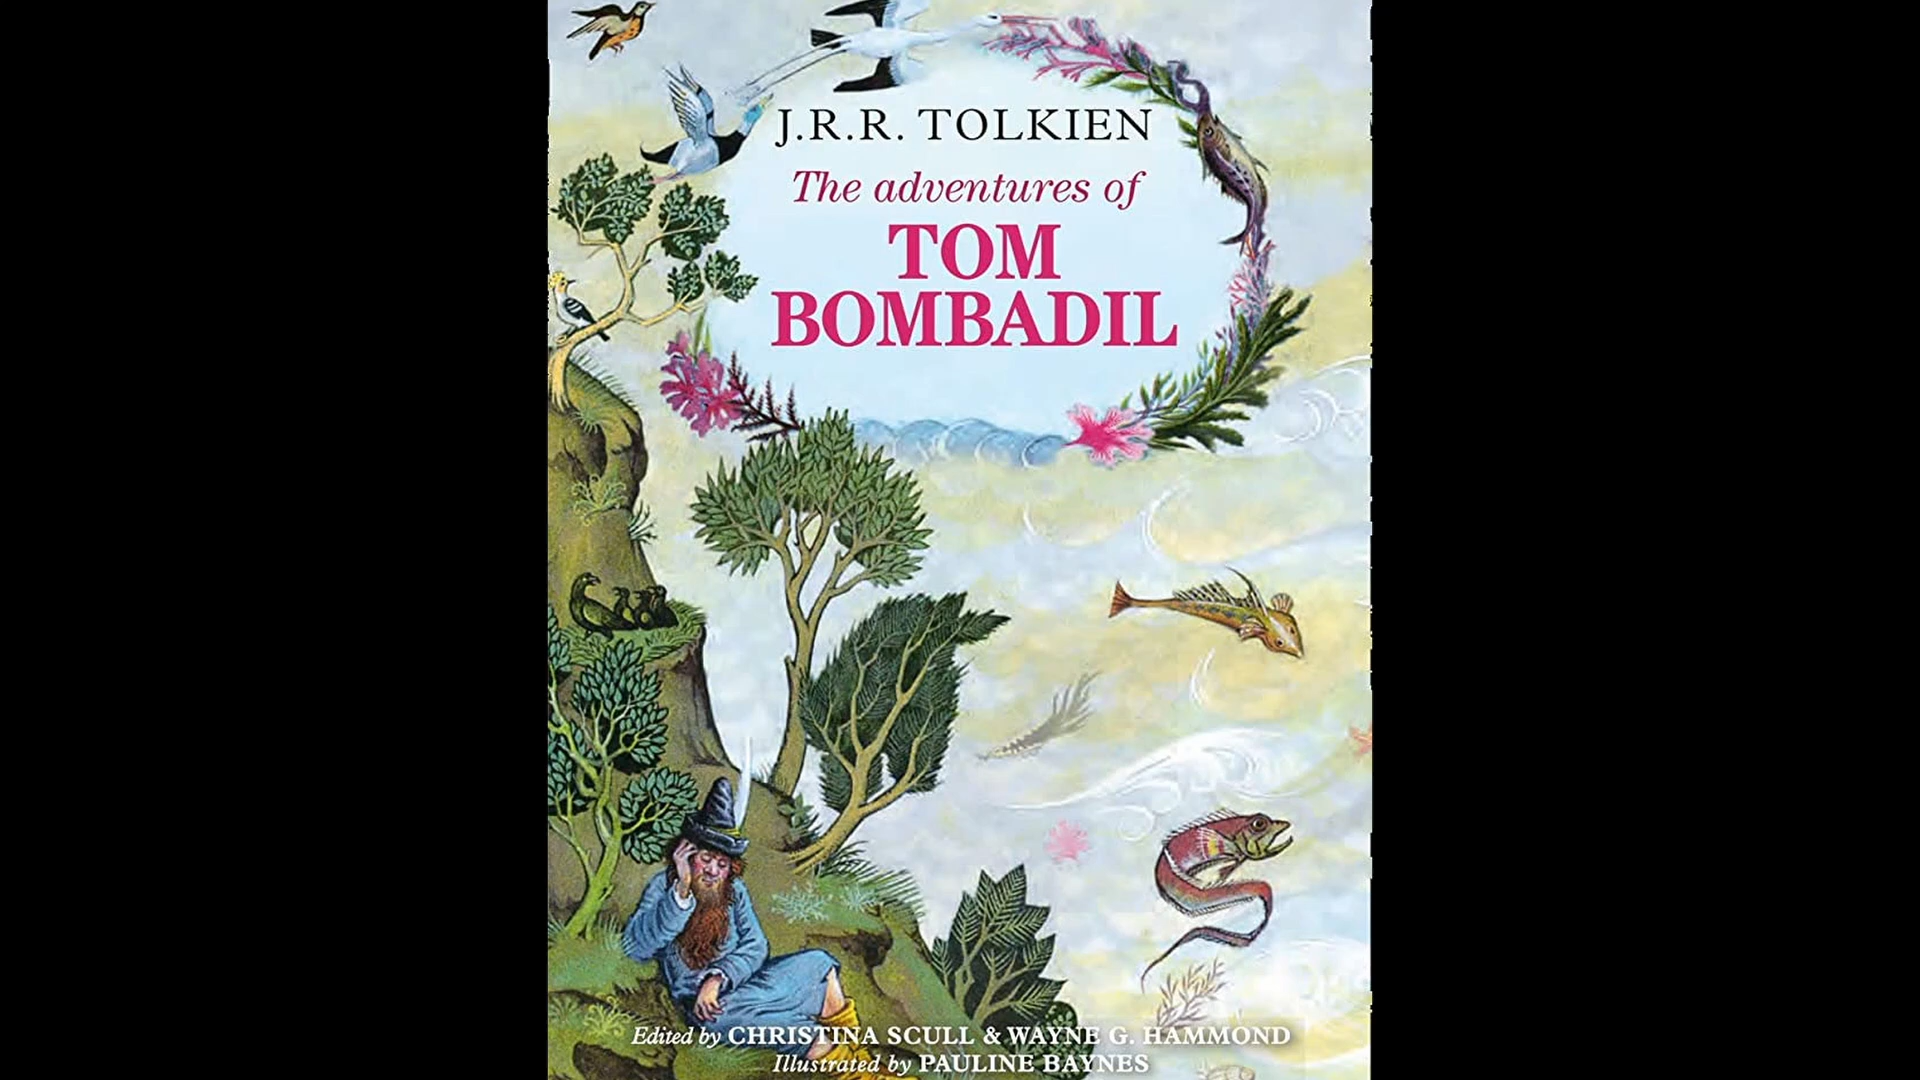 J.R.R. TOLKIEN
The adventures of
TOM
BOMBADIL
Edited by CHRISTINA SCULL & WAYNE G. HAMMOND
Illustrated by PAULINE BAYNES